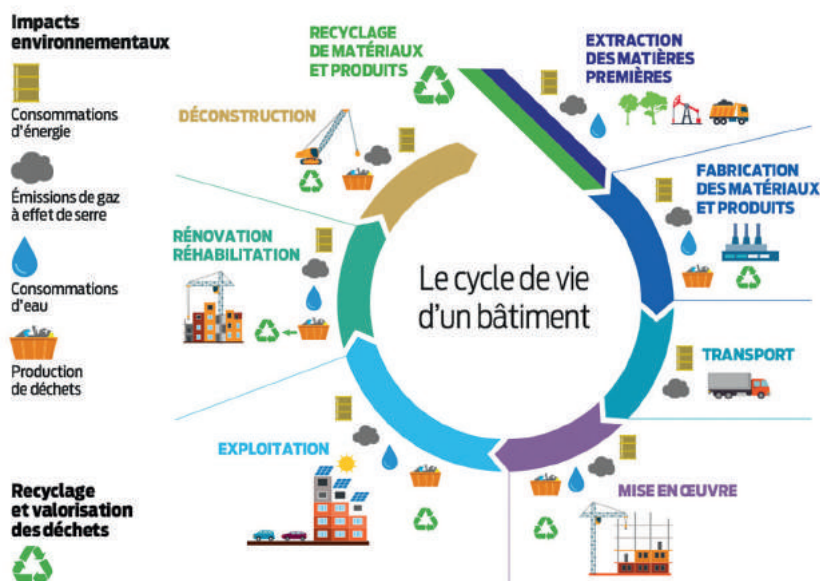 Impacts
environnementaux
Consommations
d'énergie
Émissions de gaz
à effet de serre
Consommations
d'eau
Production
de déchets
Recyclage
et valorisation
des déchets
RECYCLAGE
DE MATÉRIAUX
ET PRODUITS
EXTRACTION
DES MATIÈRES
PREMIÈRES
FABRICATION
DES MATÉRIAUX
ET PRODUITS
TRANSPORT
MISE EN ŒUVRE
EXPLOITATION
RÉNOVATION
RÉHABILITATION
DÉCONSTRUCTION
Le cycle de vie
d'un bâtiment